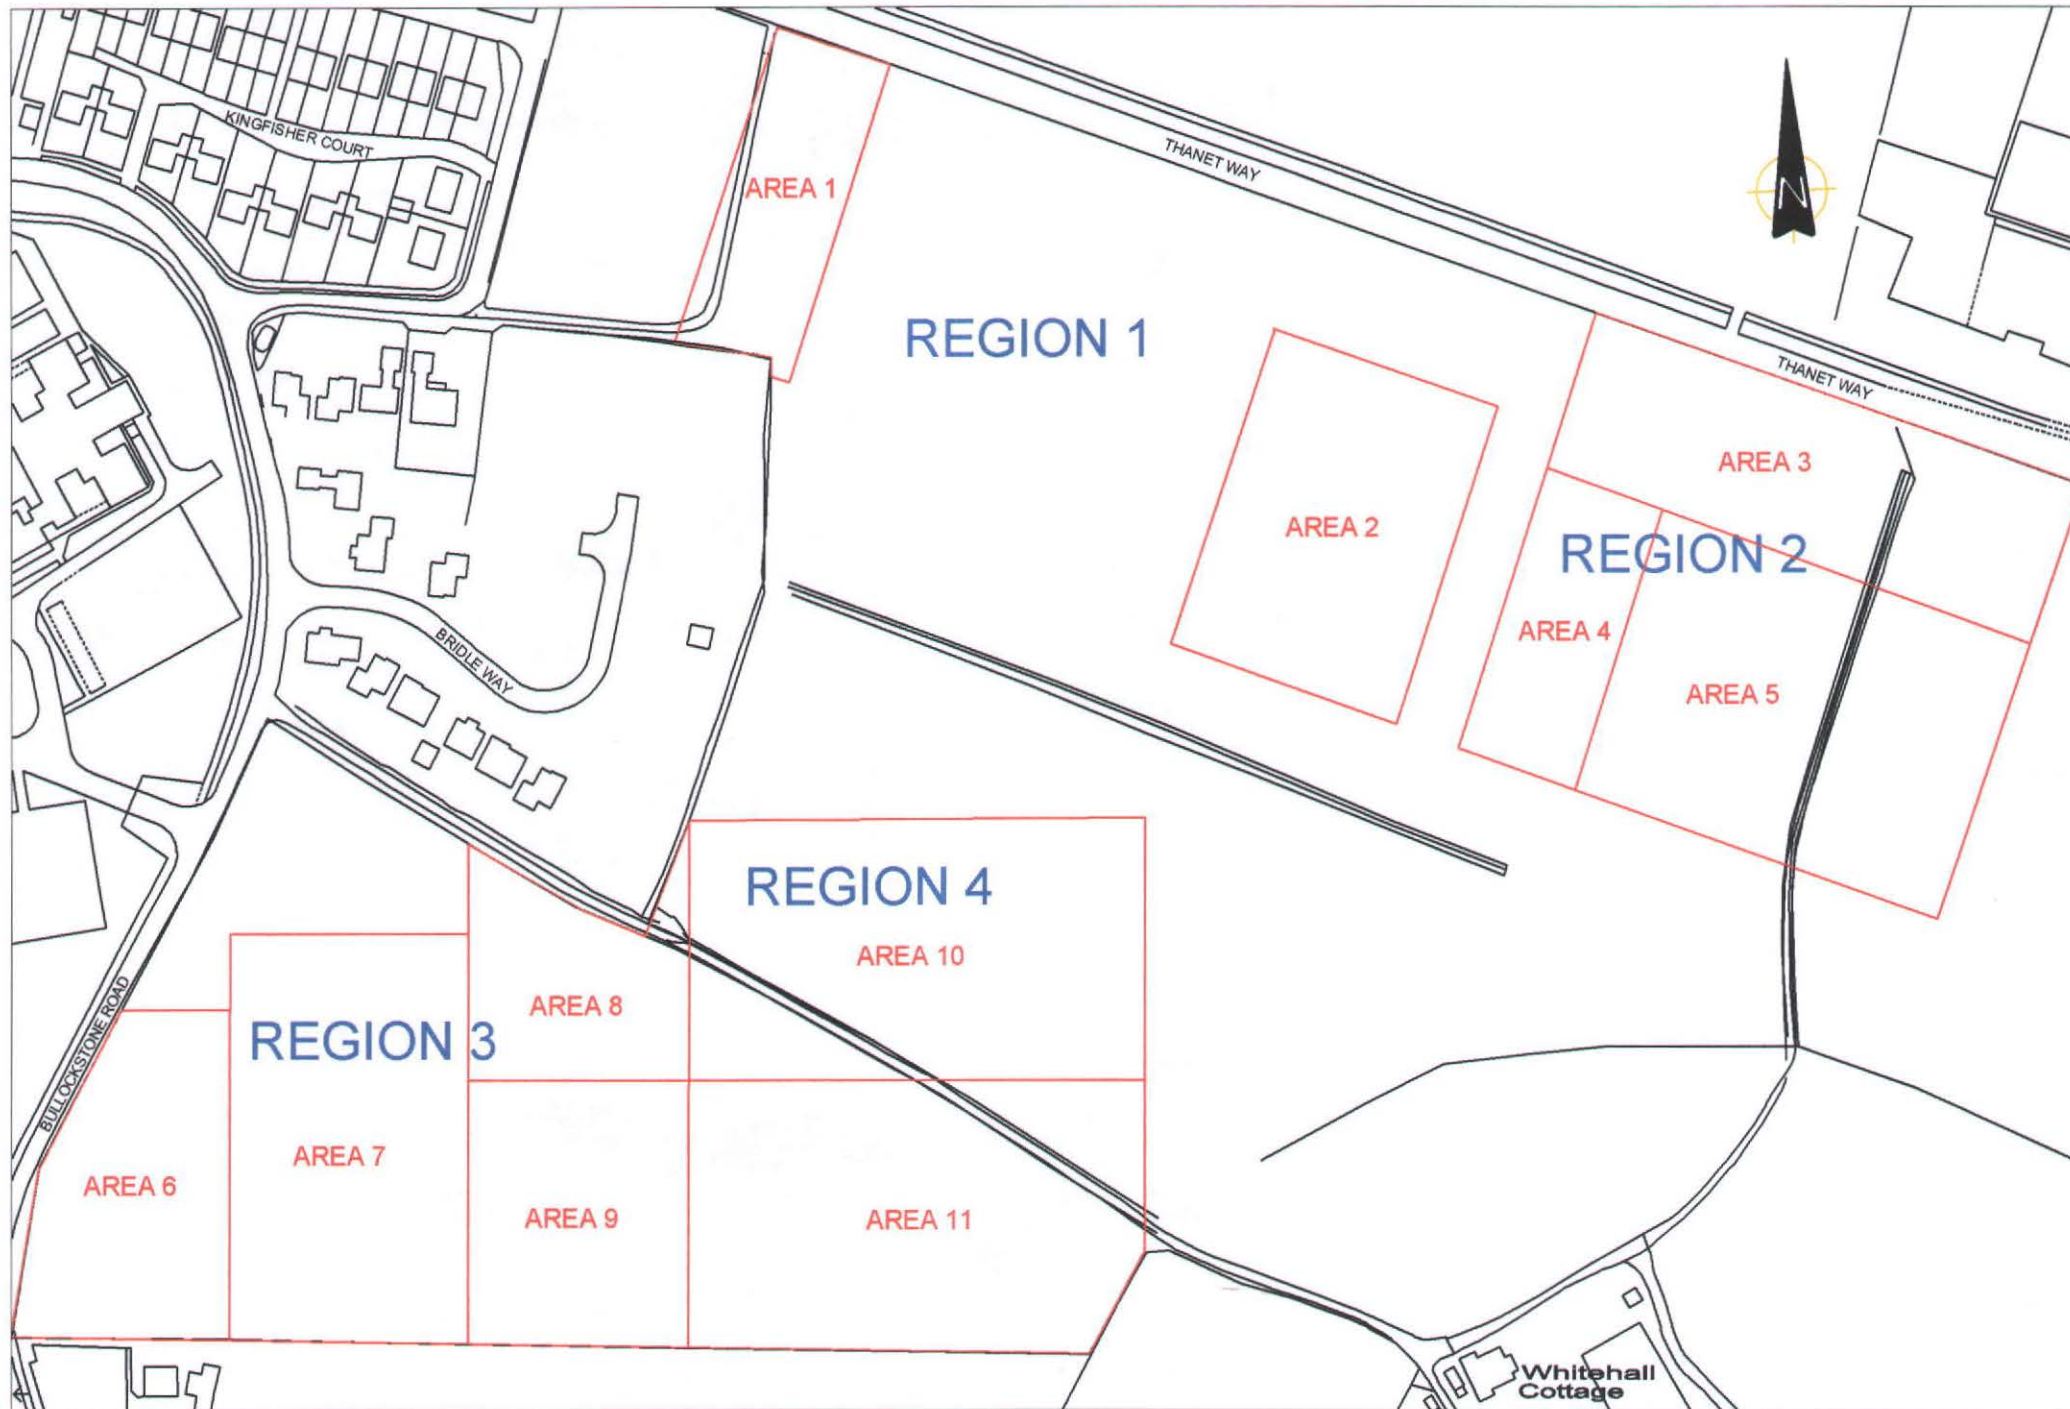 KINGFISHER COURT
THANET WAY
AREA 1
N
REGION 1
THANET WAY
AREA 3
AREA 2
REGION 2
AREA 4
BRIDLE WAY
AREA 5
REGION 4
AREA 10
AREA 8
BULLOCKSTONE ROAD
REGION 3
AREA 7
AREA 6
AREA 9
AREA 11
Whitehall
Cottage